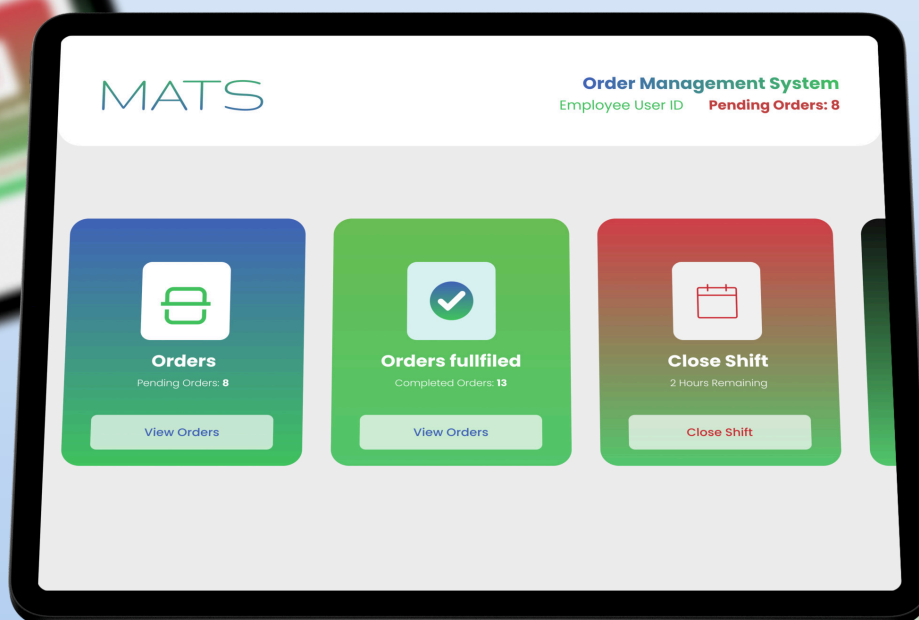 MATS
Order Management System
Employee User ID Pending Orders: 8
Orders
Pending Orders: 8
View Orders
Orders fullfiled
Completed Orders: 13
View Orders
Close Shift
2 Hours Remaining
Close Shift